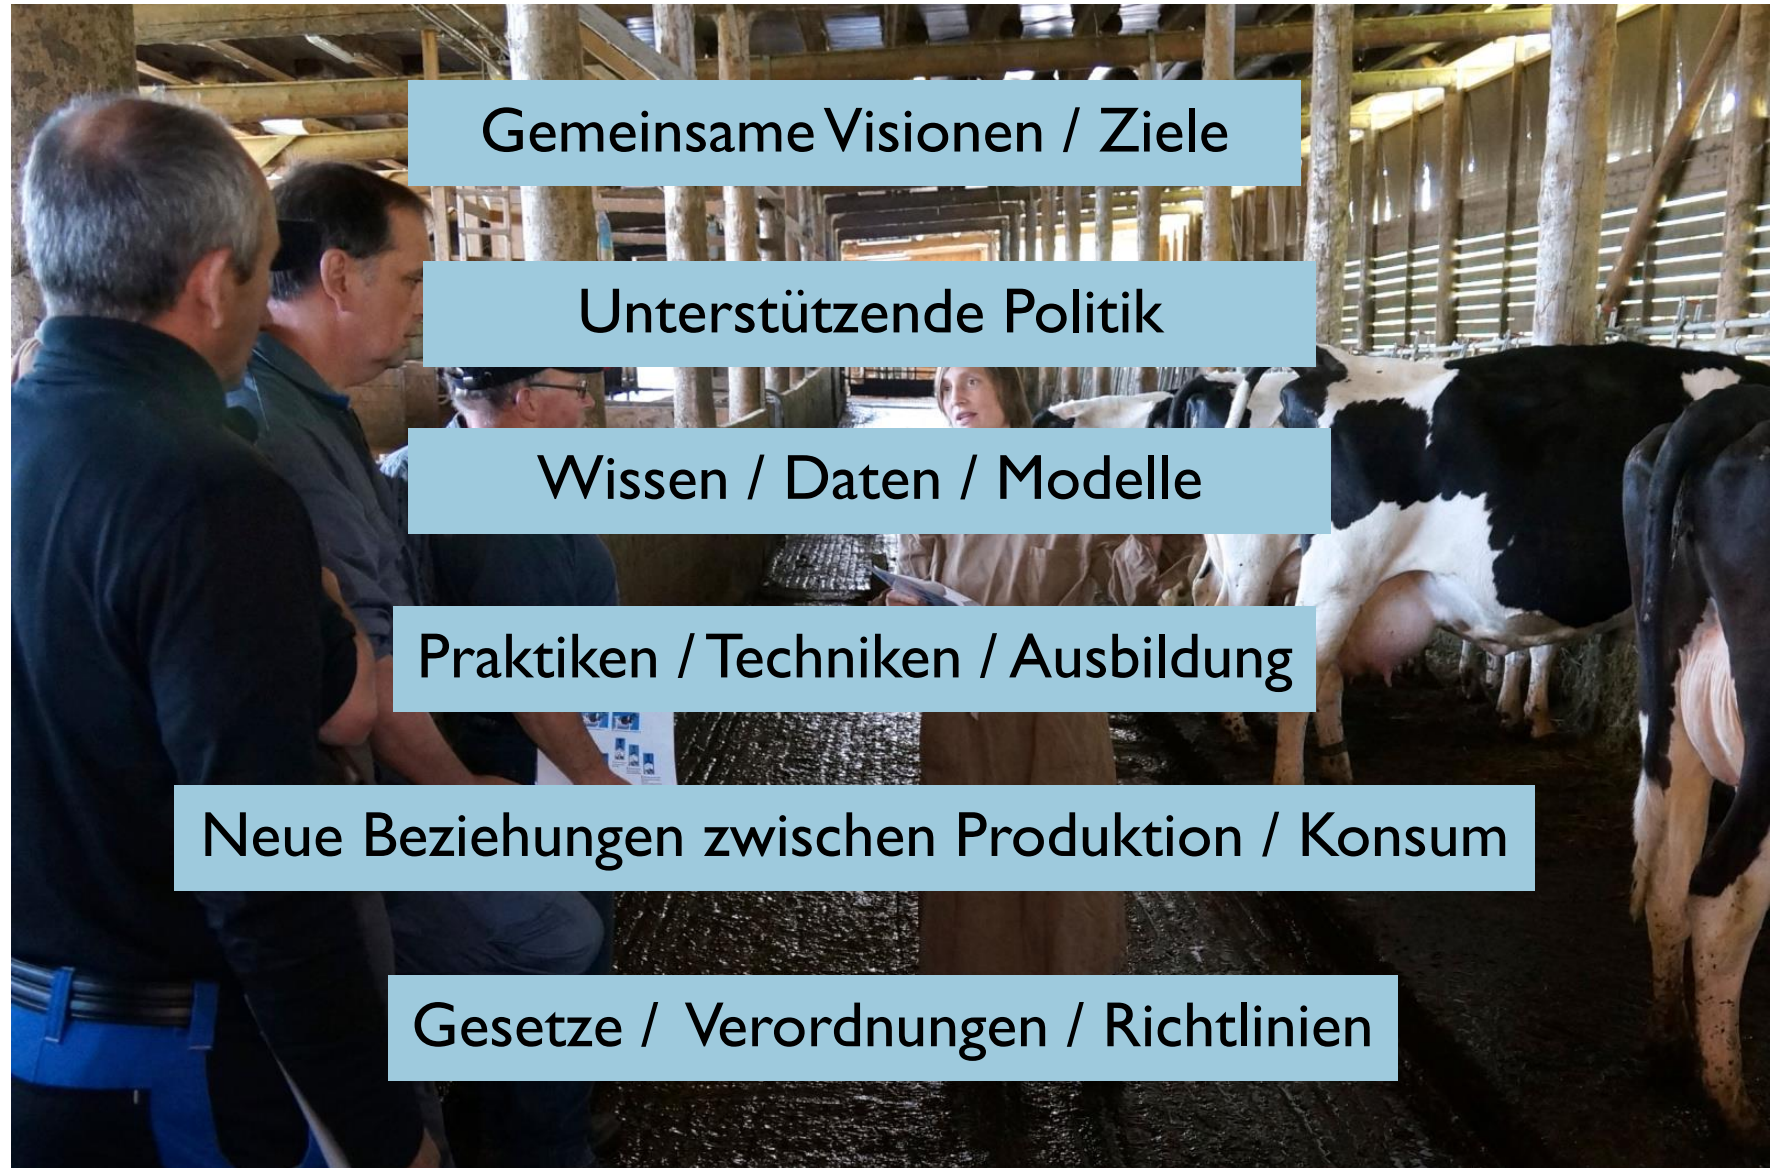 Gemeinsame Visionen / Ziele
Unterstützende Politik
Wissen / Daten / Modelle
Praktiken / Techniken / Ausbildung
Neue Beziehungen zwischen Produktion / Konsum
Gesetze / Verordnungen / Richtlinien